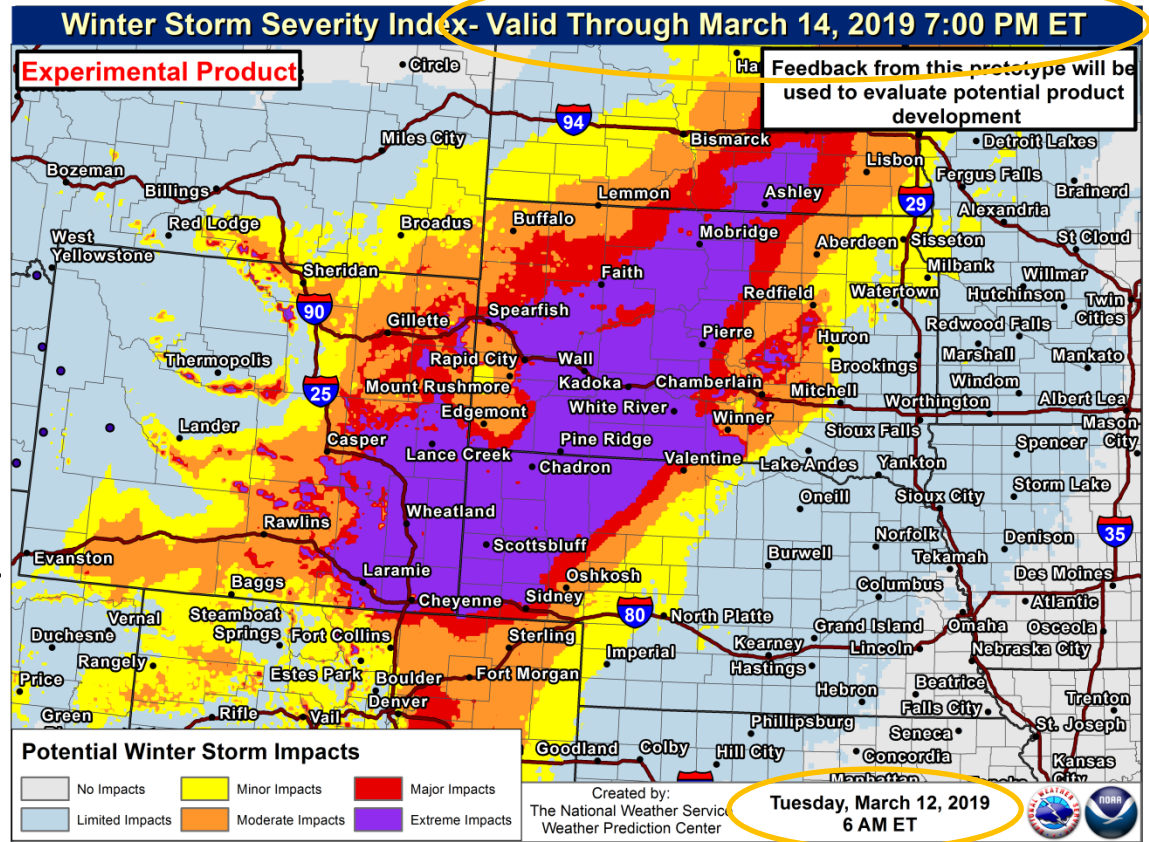 Winter Storm Severity Index- Valid Through March 14, 2019 7:00 PM ET
Experimental Product
Feedback from this prototype will be
used to evaluate potential product
development
Circle
94
Miles City
Bismarck
Detroit Lakes
Lisbon
Fergus Falls
Bozeman
Billings
Lemmon
Ashley
29
Brainerd
Red Lodge
Broadus
Buffalo
Alexandria
West
Yellowstone
Mobridge
Aberdeen
Sisseton
St Cloud
Sheridan
Faith
Milbank
Willmar
90
Spearfish
Redfield
Watertown
Hutchinson
Twin
Cities
Gillette
Pierre
Huron
Redwood Falls
Thermopolis
Rapid City
Wall
Brookings
Marshall
Mankato
25
Mount Rushmore
Kadoka
Chamberlain
Mitchell
Windom
Edgemont
White River
Worthington
Albert Lea
Lander
Winner
Sioux Falls
Mason
City
Casper
Pine Ridge
Spencer
Lance Creek
Chadron
Valentine
Lake Andes
Yankton
Storm Lake
Oneill
Sioux City
Wheatland
Rawlins
Norfolk
Denison
35
Evanston
Scottsbluff
Burwell
Tekamah
Laramie
Oshkosh
Columbus
Des Moines
Baggs
Cheyenne
Sidney
80
North Platte
Atlantic
Vernal
Steamboat
Springs
Fort Collins
Sterling
Grand Island
Omaha
Osceola
Duchesne
Kearney
Lincoln
Rangely
Estes Park
Boulder
Fort Morgan
Imperial
Hastings
Nebraska City
Price
Denver
Hebron
Beatrice
Trenton
Green
Rifle
Vail
Phillipsburg
Falls City
St. Joseph
Seneca
Goodland
Colby
Hill City
Concordia
Kansas
City
Manhattan
Potential Winter Storm Impacts
No Impacts
Minor Impacts
Major Impacts
Limited Impacts
Moderate Impacts
Extreme Impacts
Created by:
The National Weather Service
Weather Prediction Center
Tuesday, March 12, 2019
6 AM ET
NATIONAL WEATHER SERVICE
NOAA